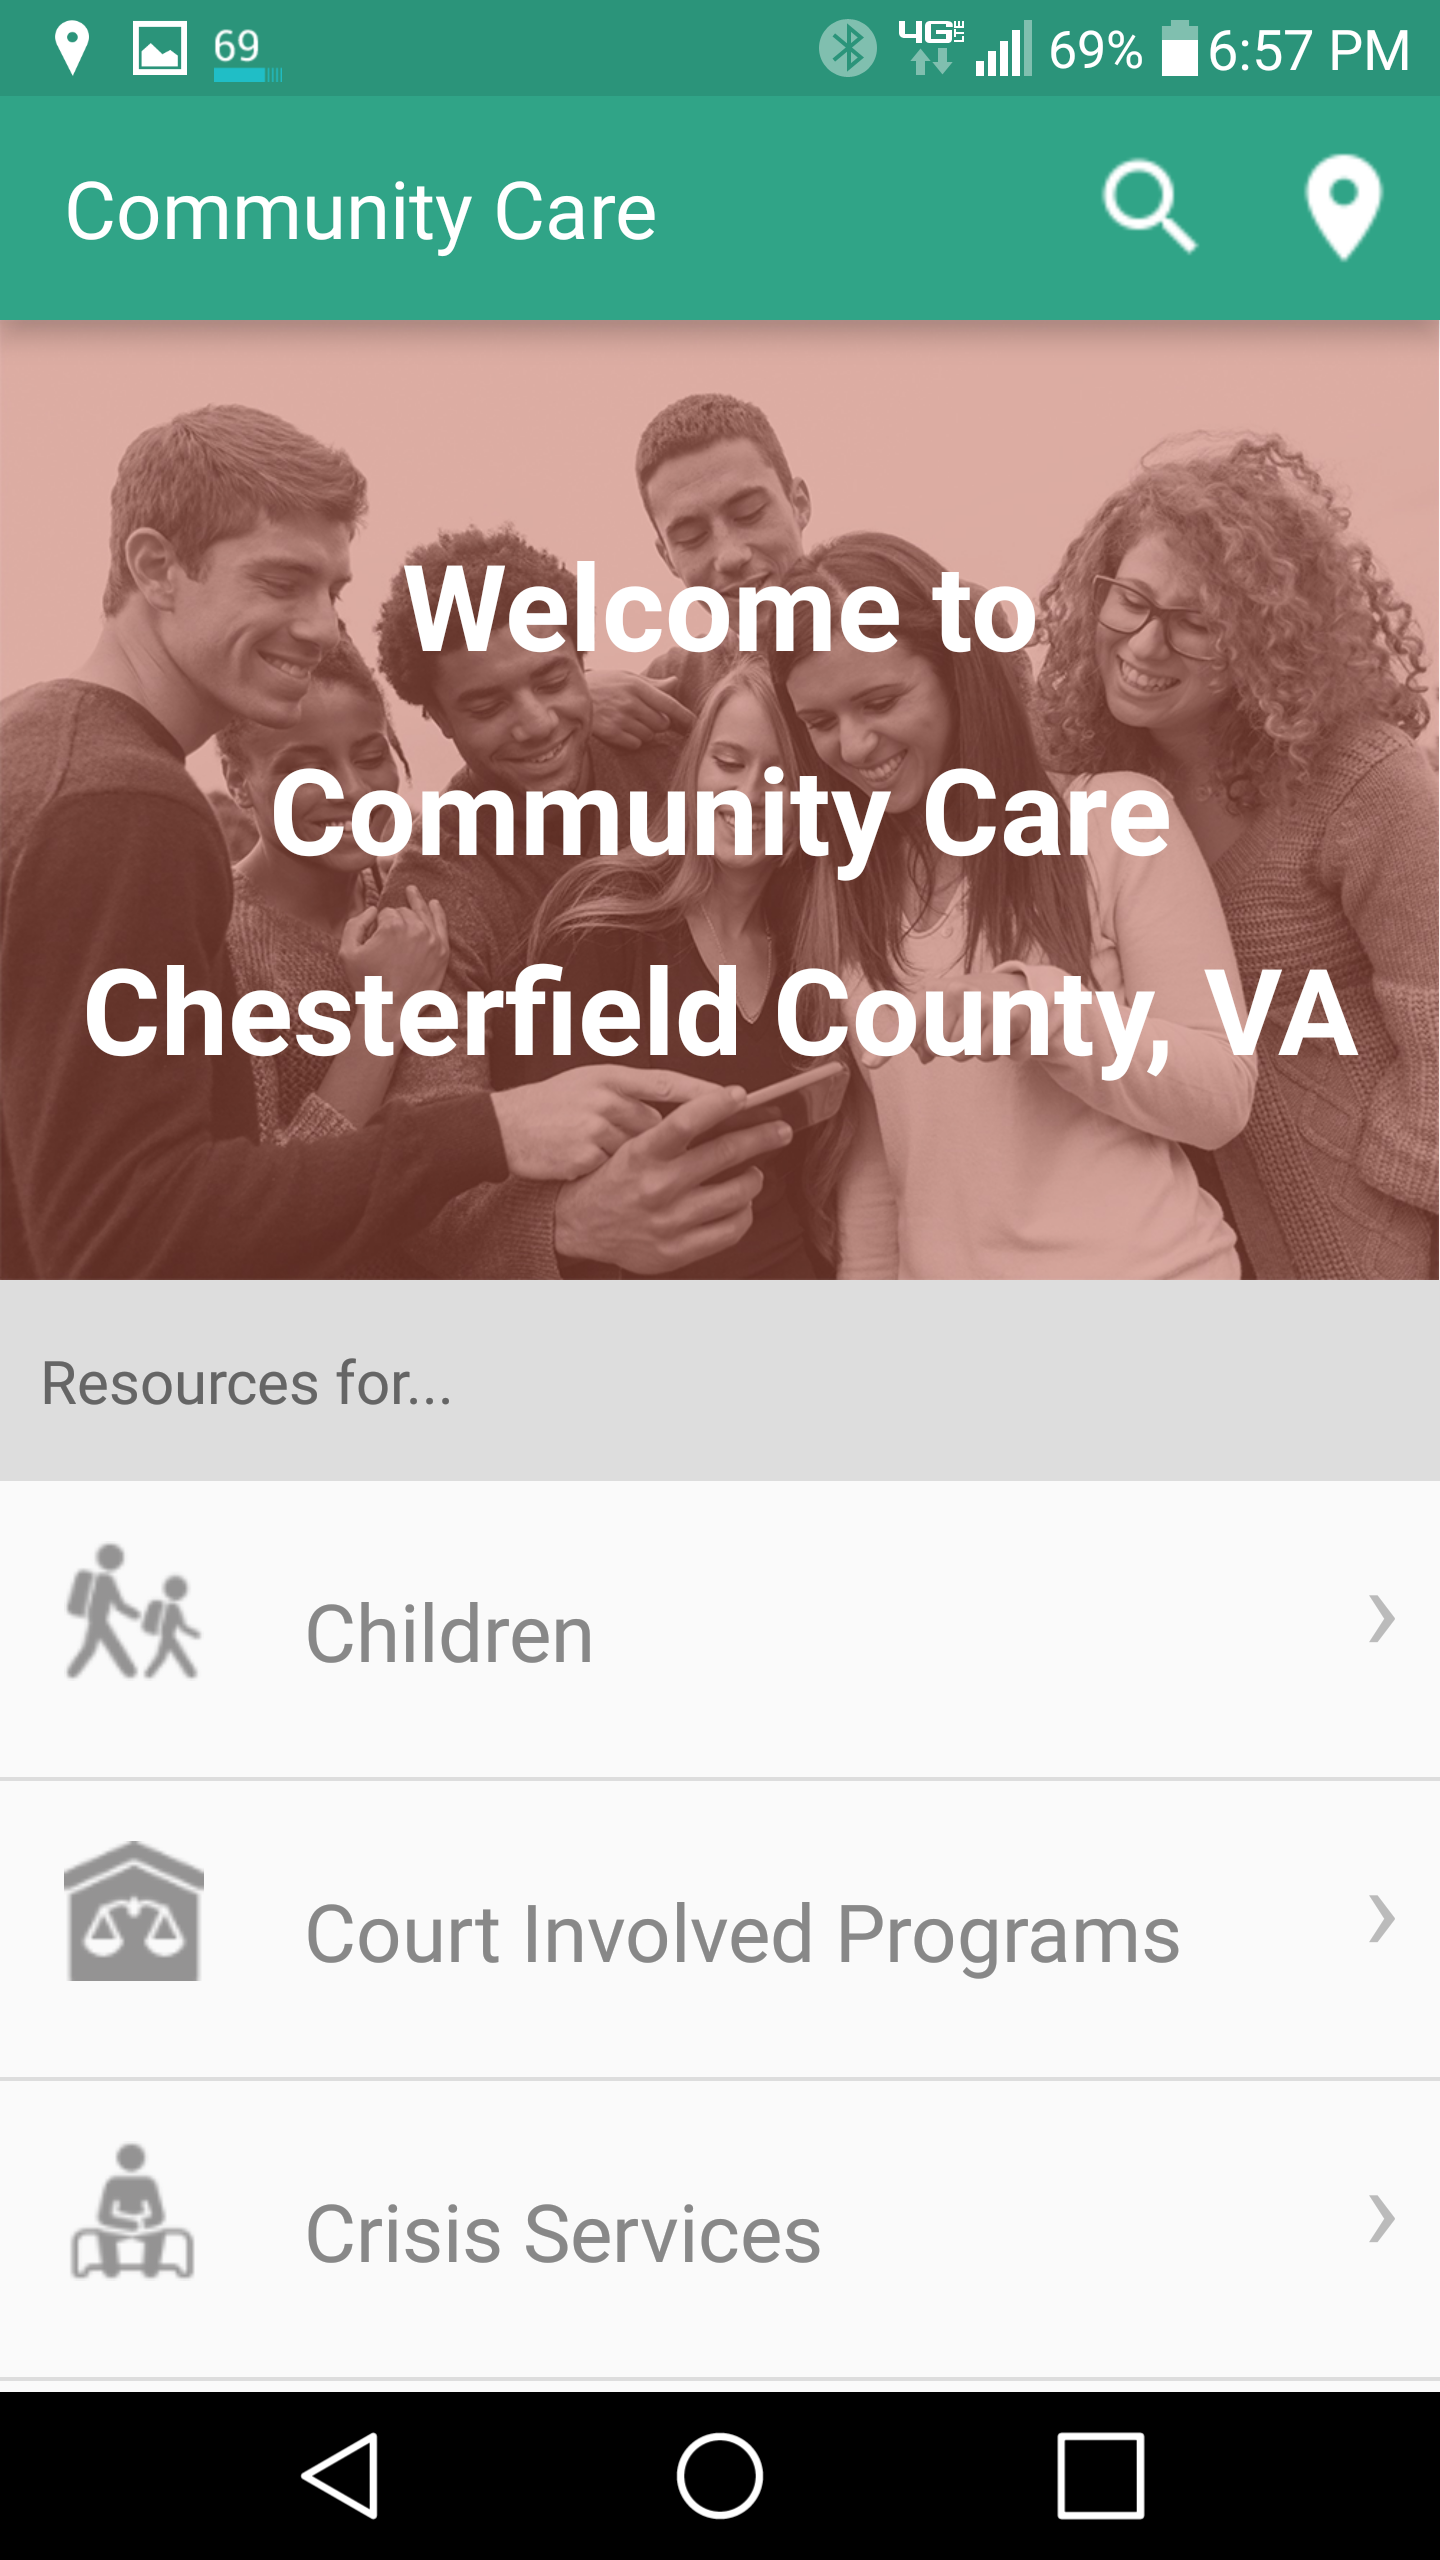 69 4G LTE 69% 6:57 PM
Community Care
Welcome to
Community Care
Chesterfield County, VA
Resources for...
Children
Court Involved Programs
Crisis Services